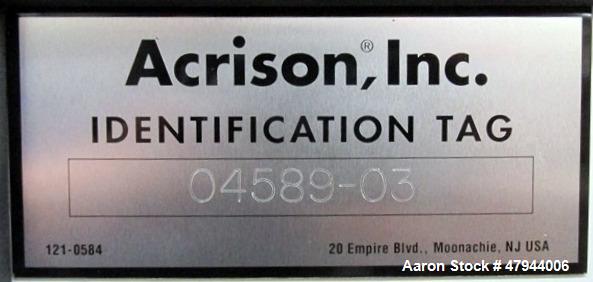 Acrison,® Inc.
IDENTIFICATION TAG
04589-03
121-0584 20 Empire Blvd., Moonachie, NJ USA
Aaron Stock # 47944006